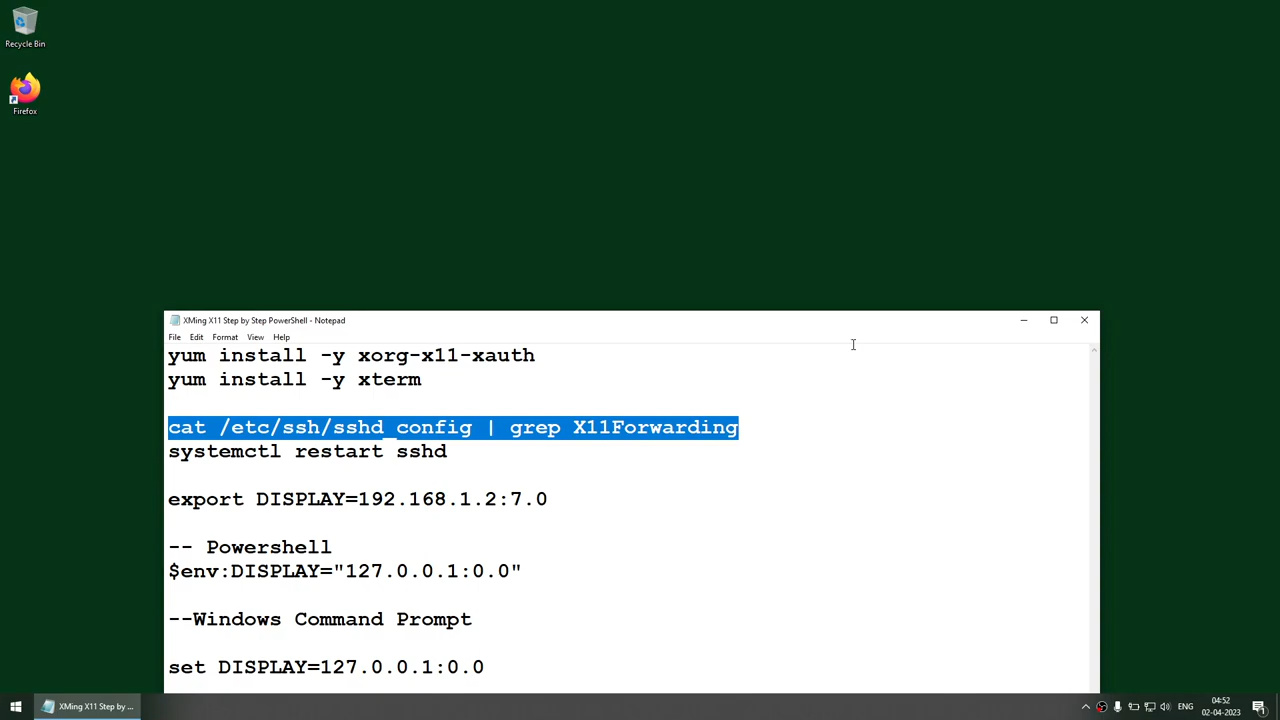 Recycle Bin
Firefox
XMing X11 Step by Step PowerShell - Notepad
File Edit Format View Help
yum install -y xorg-x11-xauth
yum install -y xterm
cat /etc/ssh/sshd_config | grep X11Forwarding
systemctl restart sshd
export DISPLAY=192.168.1.2:7.0
-- Powershell
$env:DISPLAY="127.0.0.1:0.0"
--Windows Command Prompt
set DISPLAY=127.0.0.1:0.0
XMing X11 Step by ...
ENG
04:52
02-04-2023
1